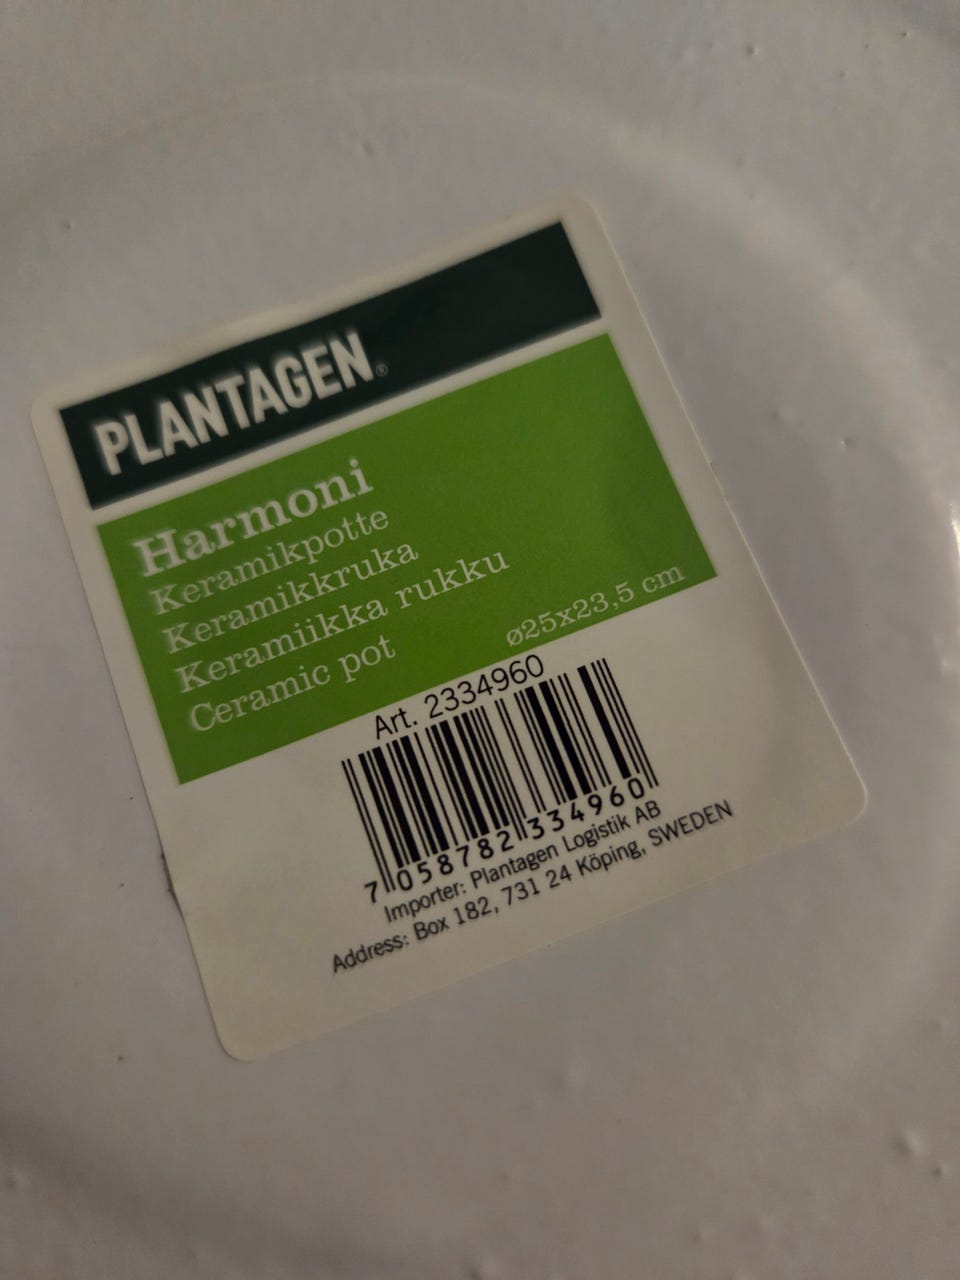 PLANTAGEN®
Harmoni
Keramikpotte
Keramikkruka
Keramiikka rukku
Ceramic pot
ø25x23,5 cm
Art. 2334960
7 058782 334960
Importer: Plantagen Logistik AB
Address: Box 182, 731 24 Köping, SWEDEN